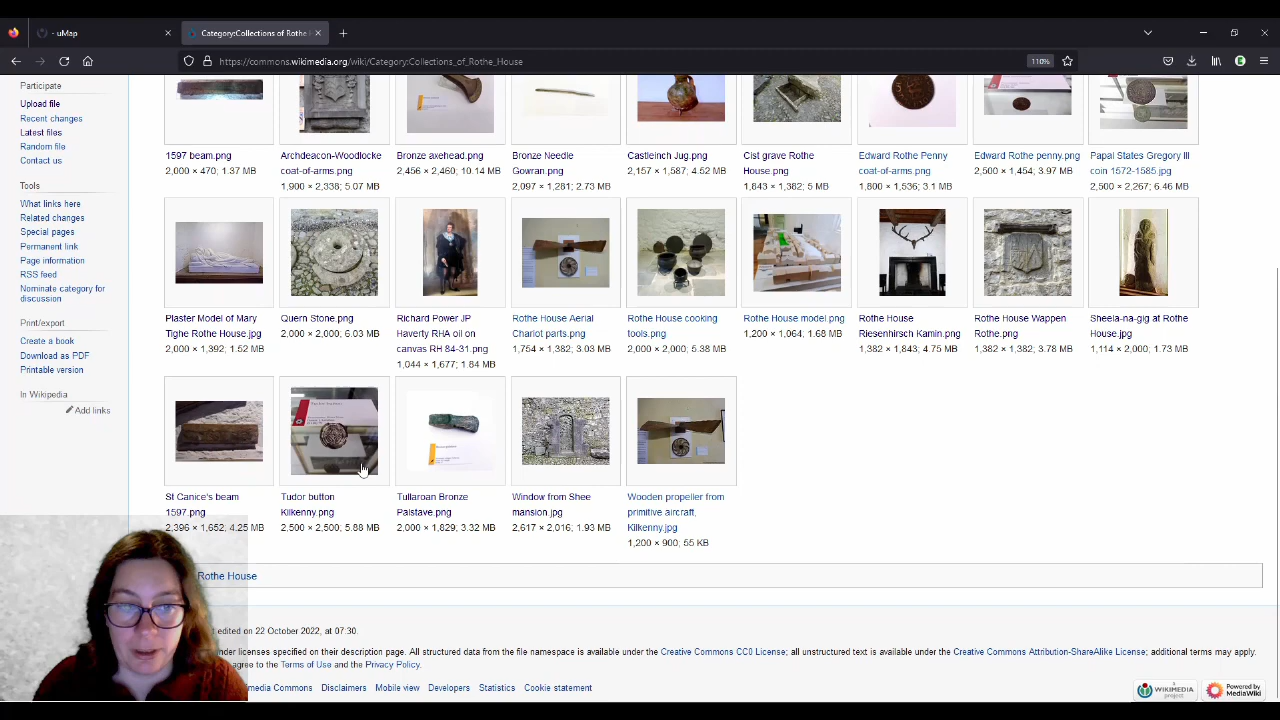 - uMap
Category:Collections of Rothe H
https://commons.wikimedia.org/wiki/Category:Collections_of_Rothe_House
110%
Participate
Upload file
Recent changes
Latest files
Random file
Contact us
Tools
What links here
Related changes
Special pages
Permanent link
Page information
RSS feed
Nominate category for
discussion
Print/export
Create a book
Download as PDF
Printable version
In Wikipedia
Add links
1597 beam.png
2,000 × 470; 1.37 MB
Archdeacon-Woodlocke
coat-of-arms.png
1,900 × 2,338; 5.07 MB
Bronze axehead.png
2,456 × 2,460; 10.14 MB
Bronze Needle
Gowran.png
2,097 × 1,281; 2.73 MB
Castleinch Jug.png
2,157 × 1,587; 4.52 MB
Cist grave Rothe
House.png
1,843 × 1,382; 5 MB
Edward Rothe Penny
coat-of-arms.png
1,800 × 1,536; 3.1 MB
Edward Rothe penny.png
2,500 × 1,454; 3.97 MB
Papal States Gregory III
coin 1572-1585.jpg
2,500 × 2,267; 6.46 MB
Plaster Model of Mary
Tighe Rothe House.jpg
2,000 × 1,392; 1.52 MB
Quern Stone.png
2,000 × 2,000; 6.03 MB
Richard Power JP
Haverty RHA oil on
canvas RH 84-31.png
1,044 × 1,677; 1.84 MB
Rothe House Aerial
Chariot parts.png
1,754 × 1,382; 3.03 MB
Rothe House cooking
tools.png
2,000 × 2,000; 5.38 MB
Rothe House model.png
1,200 × 1,064; 1.68 MB
Rothe House
Riesenhirsch Kamin.png
1,382 × 1,843; 4.75 MB
Rothe House Wappen
Rothe.png
1,382 × 1,382; 3.78 MB
Sheela-na-gig at Rothe
House.jpg
1,114 × 2,000; 1.73 MB
St Canice's beam
1597.png
2,396 × 1,652; 4.25 MB
Tudor button
Kilkenny.png
2,500 × 2,500; 5.88 MB
Tullaroan Bronze
Palstave.png
2,000 × 1,829; 3.32 MB
Window from Shee
mansion.jpg
2,617 × 2,016; 1.93 MB
Wooden propeller from
primitive aircraft,
Kilkenny.jpg
1,200 × 900; 55 KB
Rothe House
edited on 22 October 2022, at 07:30.
under licenses specified on their description page. All structured data from the file namespace is available under the Creative Commons CC0 License; all unstructured text is available under the Creative Commons Attribution-ShareAlike License; additional terms may apply.
agree to the Terms of Use and the Privacy Policy.
imedia Commons Disclaimers Mobile view Developers Statistics Cookie statement
A
WIKIMEDIA
project
Powered by
MediaWiki